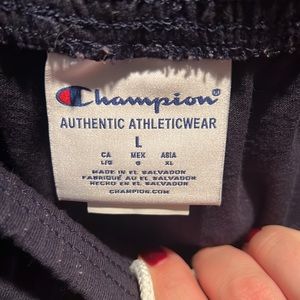 Champion
AUTHENTIC ATHLETICWEAR
L
CA MEX ASIA
L/G G XL
MADE IN EL SALVADOR
FABRIQUÉ AU EL SALVADOR
HECHO EN EL SALVADOR
CHAMPION.COM